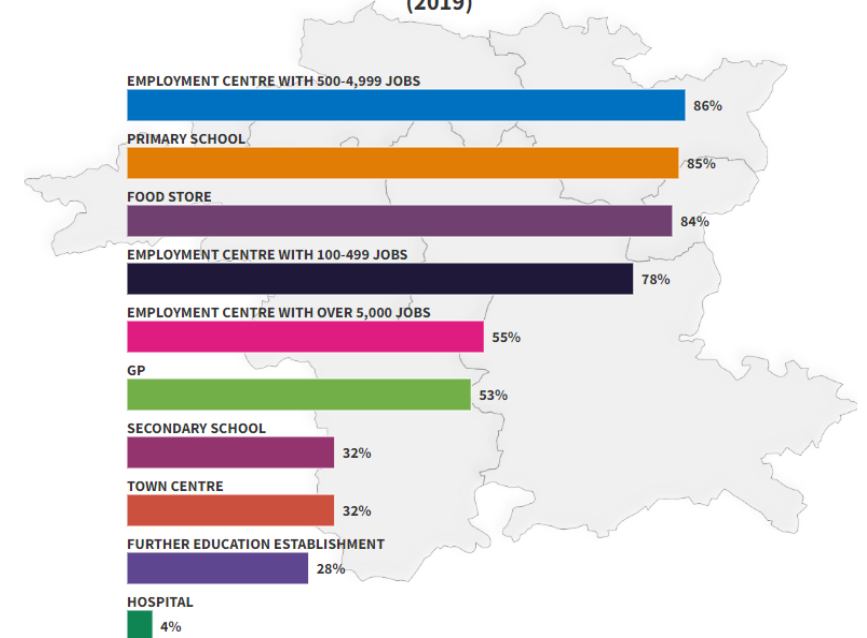 (2019)
EMPLOYMENT CENTRE WITH 500-4,999 JOBS
86%
PRIMARY SCHOOL
85%
FOOD STORE
84%
EMPLOYMENT CENTRE WITH 100-499 JOBS
78%
EMPLOYMENT CENTRE WITH OVER 5,000 JOBS
55%
GP
53%
SECONDARY SCHOOL
32%
TOWN CENTRE
32%
FURTHER EDUCATION ESTABLISHMENT
28%
HOSPITAL
4%